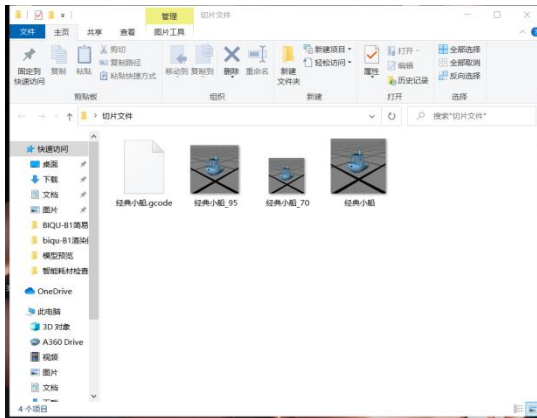 管理
切片文件
文件
主页
共享
查看
图片工具
固定到
快速访问
复制
粘贴
剪切
复制路径
粘贴快捷方式
剪贴板
移动到
复制到
删除
重命名
组织
新建
文件夹
新建项目
轻松访问
新建
属性
打开
编辑
历史记录
打开
全部选择
全部取消
反向选择
选择
切片文件
搜索"切片文件"
快速访问
桌面
下载
文档
图片
BIQU-B1简易
biqu-B1渲染
模型预览
智能耗材检查
OneDrive
此电脑
3D 对象
A360 Drive
视频
图片
文档
经典小船.gcode
经典小船_95
经典小船_70
经典小船
4 个项目